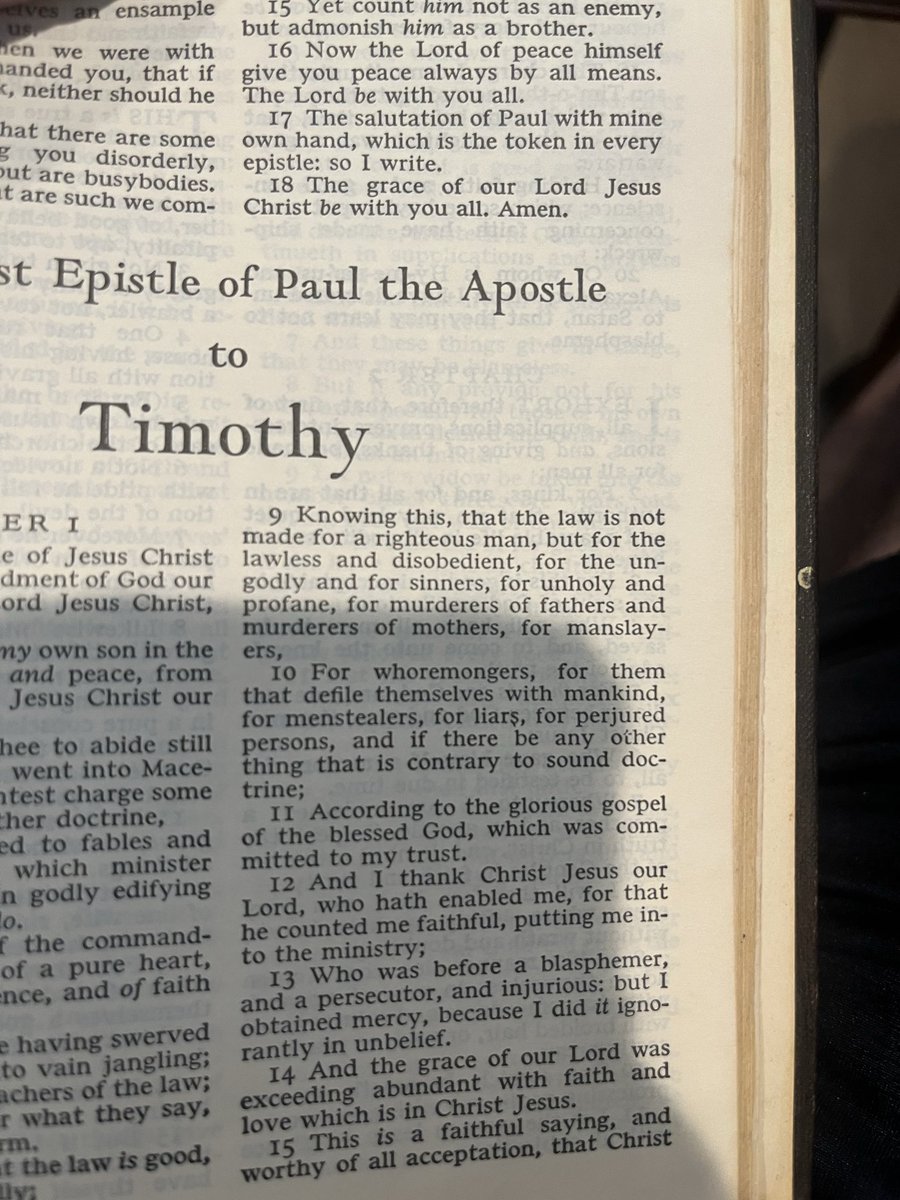 ensample
us.
hen we were with
anded you, that if
k, neither should he
hat there are some
g you disorderly,
out are busybodies.
t are such we com-
15 Yet count him not as an enemy,
but admonish him as a brother.
16 Now the Lord of peace himself
give you peace always by all means.
The Lord be with you all.
17 The salutation of Paul with mine
own hand, which is the token in every
epistle: so I write.
18 The grace of our Lord Jesus
Christ be with you all. Amen.
st Epistle of Paul the Apostle
to
Timothy
ER I
e of Jesus Christ
dment of God our
ord Jesus Christ,
my own son in the
and peace, from
Jesus Christ our
hee to abide still
went into Mace-
ntest charge some
ther doctrine,
ed to fables and
which minister
n godly edifying
lo.
f the command-
of a pure heart,
ence, and of faith
e having swerved
to vain jangling;
achers of the law;
r what they say,
rm.
t the law is good,
lly;
9 Knowing this, that the law is not
made for a righteous man, but for the
lawless and disobedient, for the un-
godly and for sinners, for unholy and
profane, for murderers of fathers and
murderers of mothers, for manslay-
ers,
10 For whoremongers, for them
that defile themselves with mankind,
for menstealers, for liars, for perjured
persons, and if there be any other
thing that is contrary to sound doc-
trine;
11 According to the glorious gospel
of the blessed God, which was com-
mitted to my trust.
12 And I thank Christ Jesus our
Lord, who hath enabled me, for that
he counted me faithful, putting me in-
to the ministry;
13 Who was before a blasphemer,
and a persecutor, and injurious: but I
obtained mercy, because I did it igno-
rantly in unbelief.
14 And the grace of our Lord was
exceeding abundant with faith and
love which is in Christ Jesus.
15 This is a faithful saying, and
worthy of all acceptation, that Christ